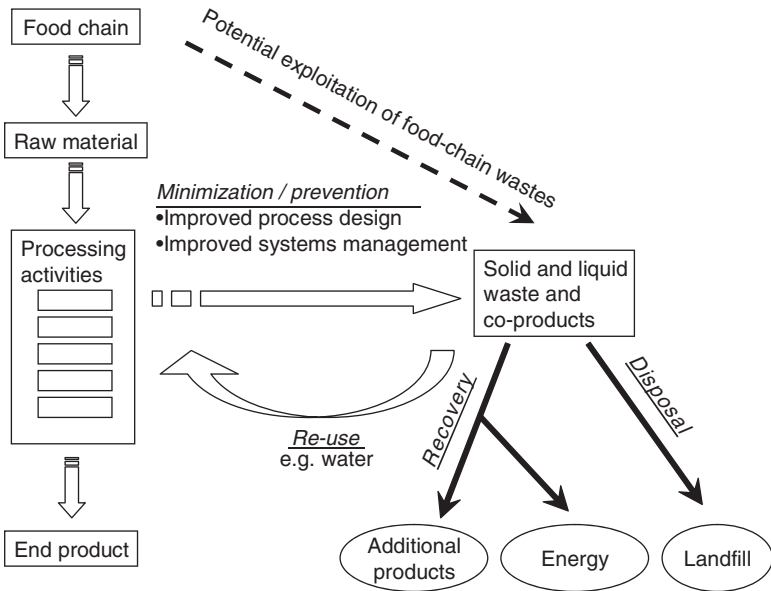 Food chain
Potential exploitation of food-chain wastes
Raw material
Minimization / prevention
•Improved process design
•Improved systems management
Processing
activities
Solid and liquid
waste and
co-products
Re-use
e.g. water
Recovery
Disposal
End product
Additional
products
Energy
Landfill